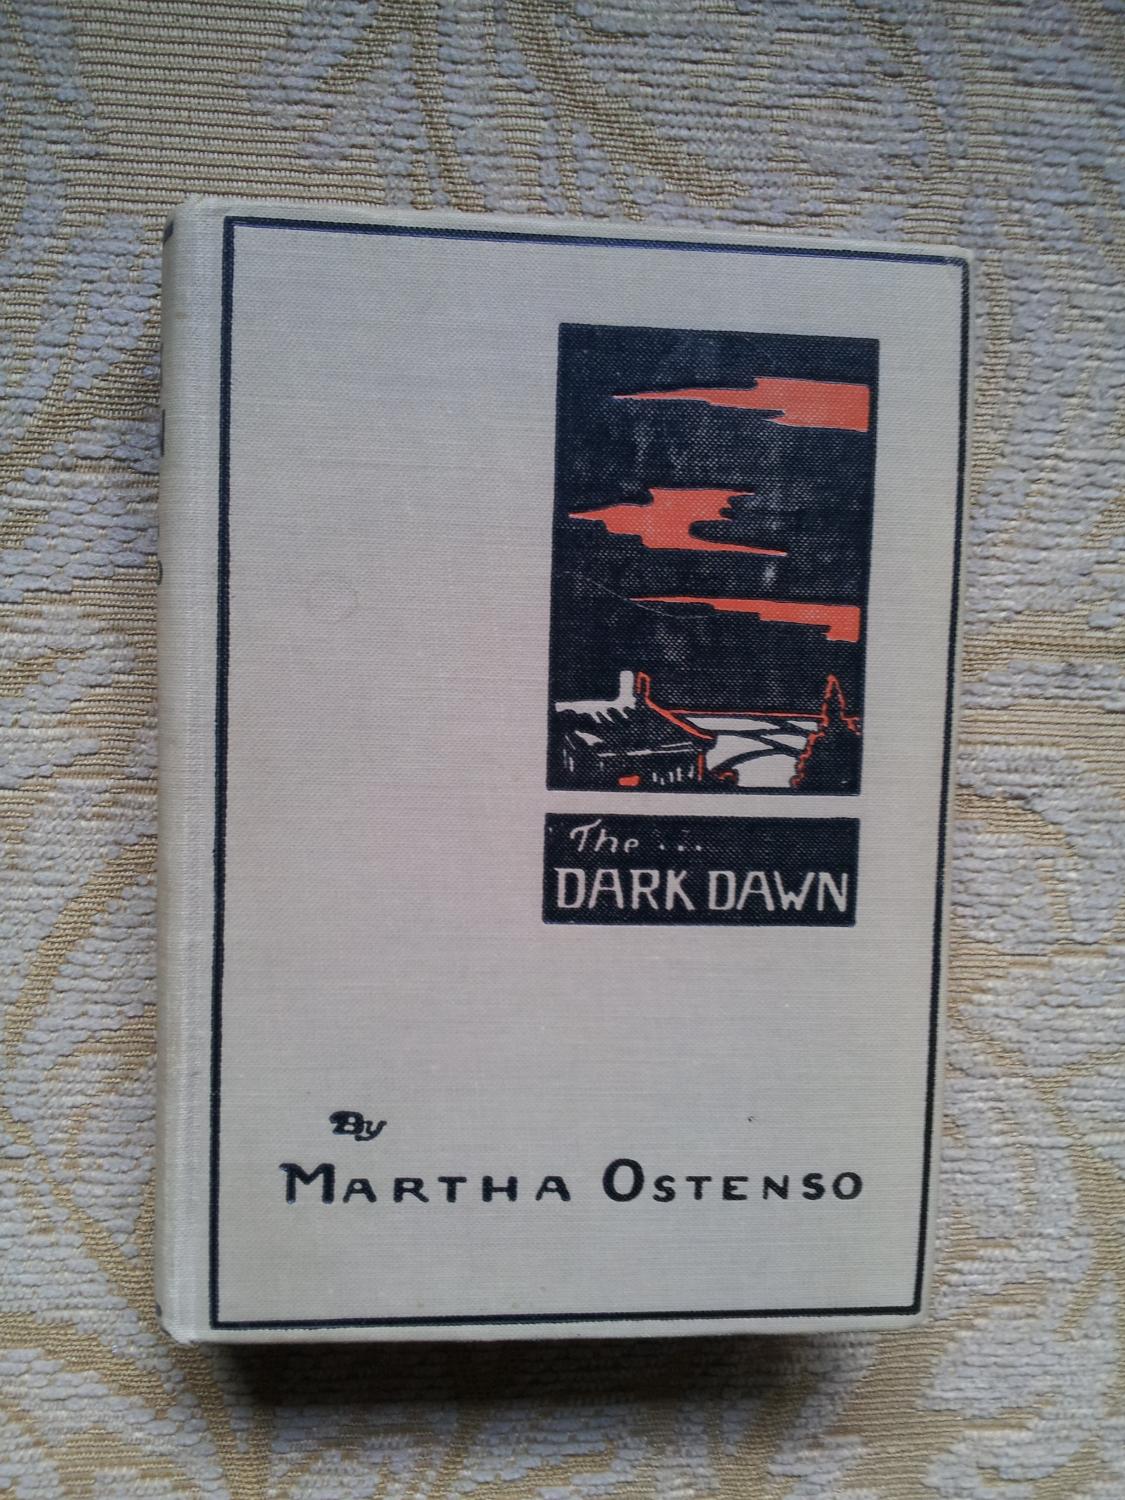 The ...
DARK DAWN
By
MARTHA OSTENSO